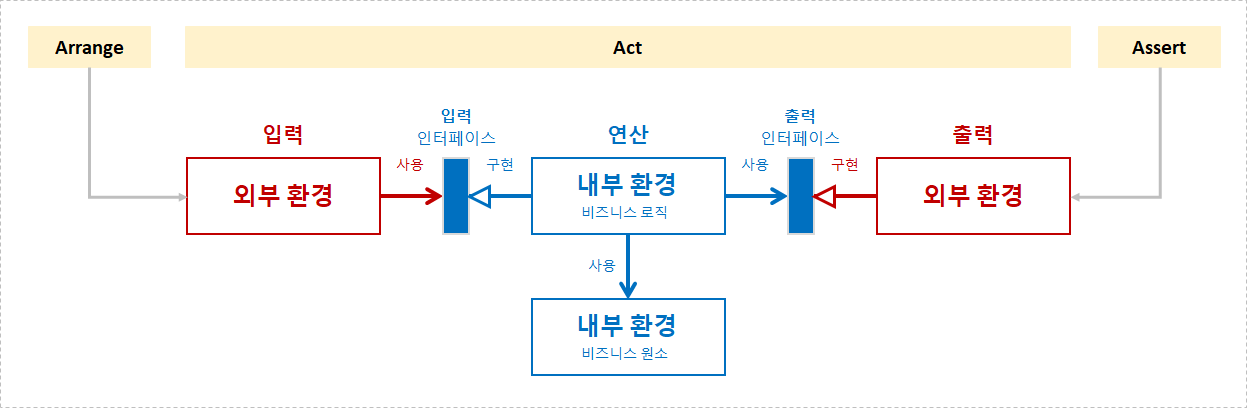 Arrange
Act
Assert
입력
입력
인터페이스
연산
출력
인터페이스
출력
사용
구현
사용
구현
외부 환경
내부 환경
비즈니스 로직
외부 환경
사용
내부 환경
비즈니스 원소